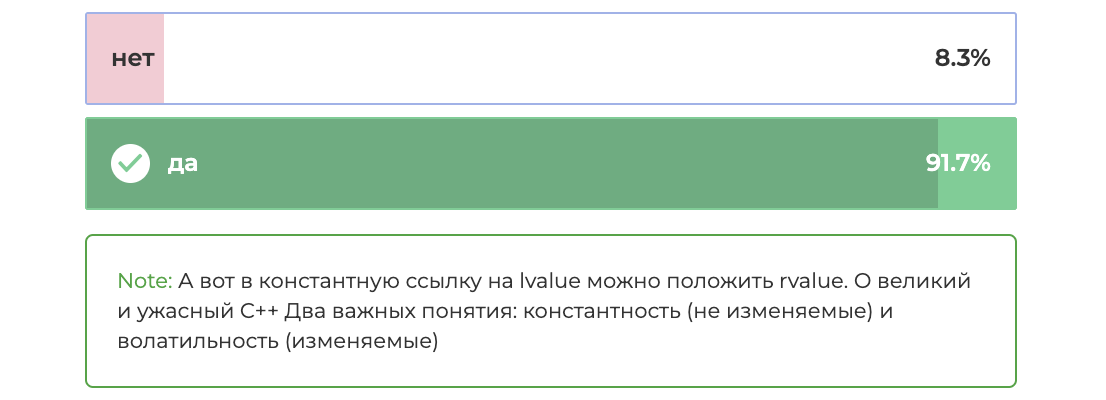 нет 8.3%
да 91.7%
Note: А вот в константную ссылку на lvalue можно положить rvalue. О великий
и ужасный C++ Два важных понятия: константность (не изменяемые) и
волатильность (изменяемые)